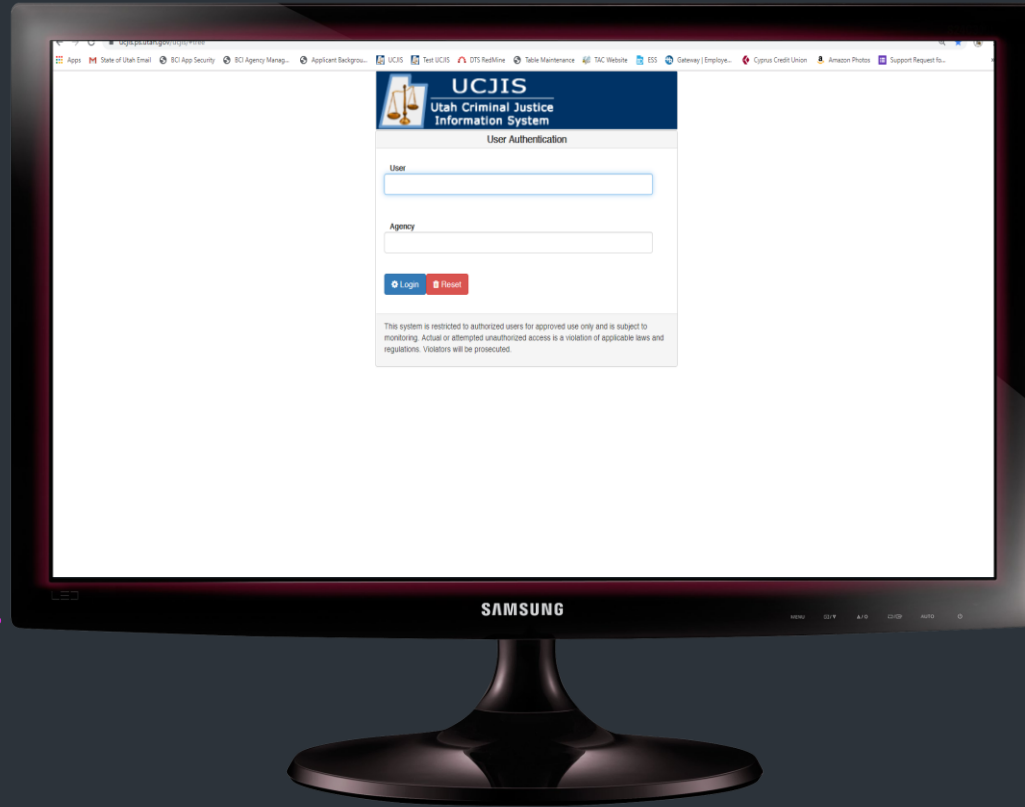 Apps State of Utah Email BCI App Security BCI Agency Manag... Applicant Backgrou... UCJIS Test UCJIS DTS RedMine Table Maintenance TAC Website ESS Gateway | Employe... Cyprus Credit Union Amazon Photos Support Request fo...
UCJIS
Utah Criminal Justice
Information System
User Authentication
User
Agency
Login Reset
This system is restricted to authorized users for approved use only and is subject to
monitoring. Actual or attempted unauthorized access is a violation of applicable laws and
regulations. Violators will be prosecuted.
LED
SAMSUNG
MENU AUTO